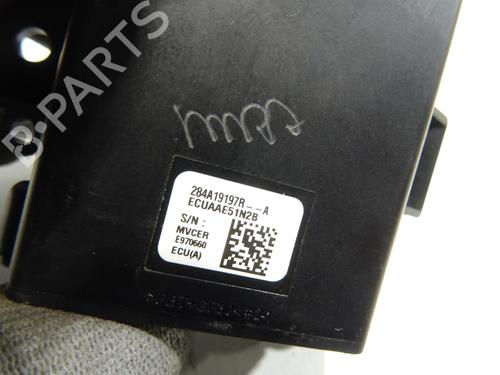 B-PARTS
284A19197R--A
ECUAAE51N2B
S/N :
MVCER
E970660
ECU(A)